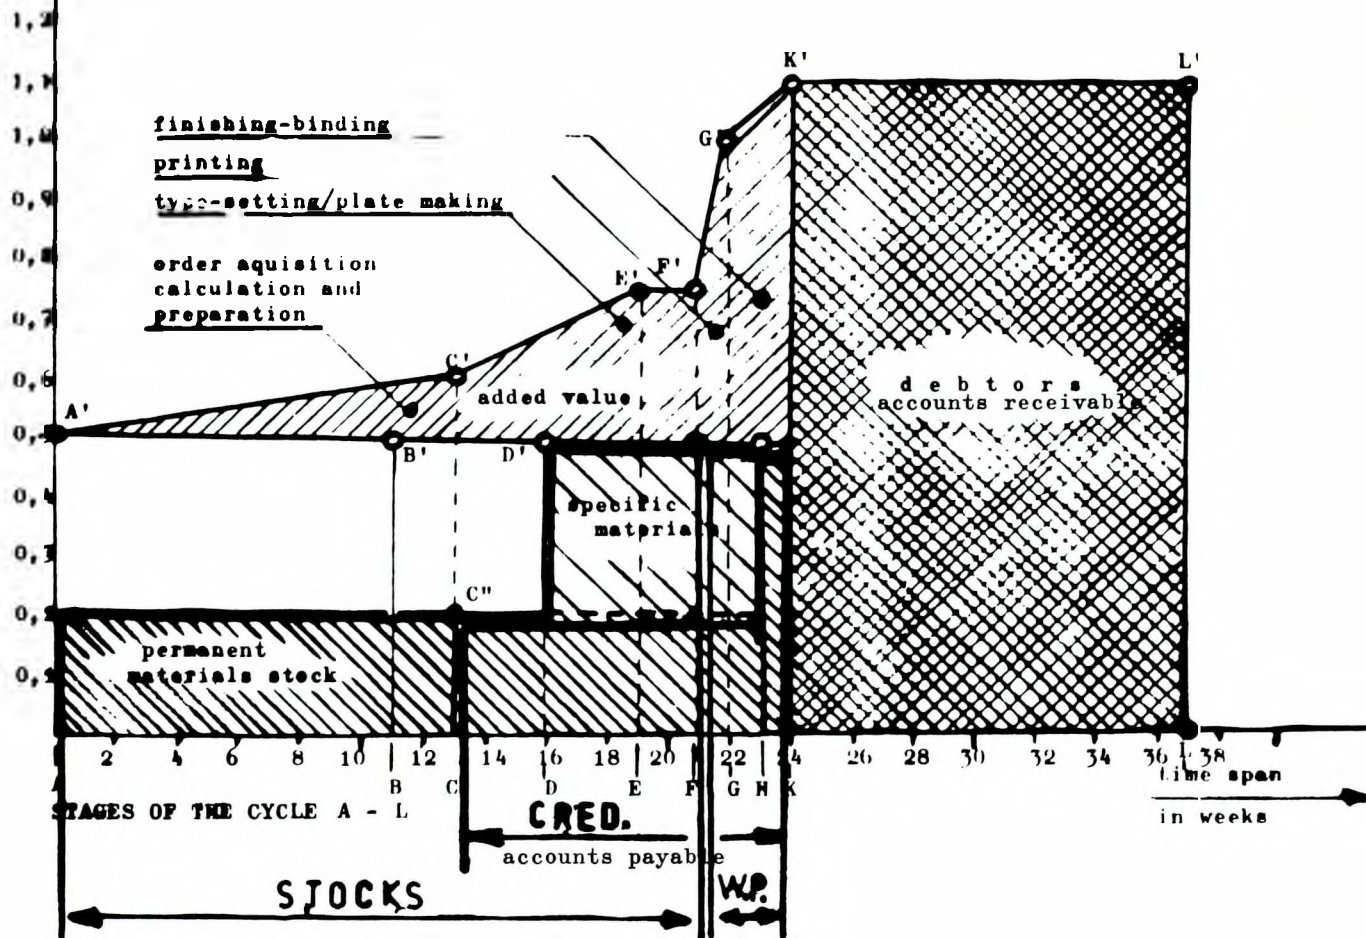 K' L'
finishing-binding
G
printing
type-setting/plate making
order aquisition
calculation and
preparation
E' F'
C'
A'
added value
debtors
accounts receivable
B' D'
specific
materials
C"
permanent
materials stock
2 4 6 8 10 12 14 16 18 20 22 24 26 28 30 32 34 36 38
B C D E F G H K
time span
in weeks
STAGES OF THE CYCLE A - L
CRED.
accounts payable
STOCKS
W.P.